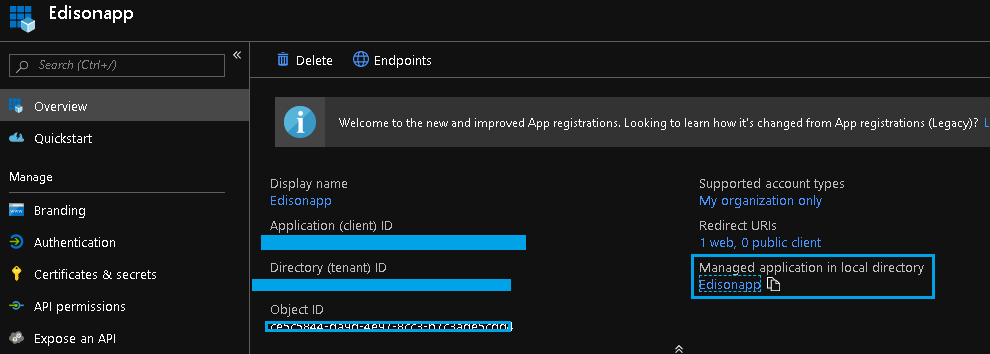 Edisonapp
Search (Ctrl+/)
«
Overview
Quickstart
Manage
Branding
Authentication
Certificates & secrets
API permissions
Expose an API
Delete
Endpoints
Welcome to the new and improved App registrations. Looking to learn how it's changed from App registrations (Legacy)? L
Display name
Edisonapp
Application (client) ID
Directory (tenant) ID
Object ID
Supported account types
My organization only
Redirect URIs
1 web, 0 public client
Managed application in local directory
Edisonapp